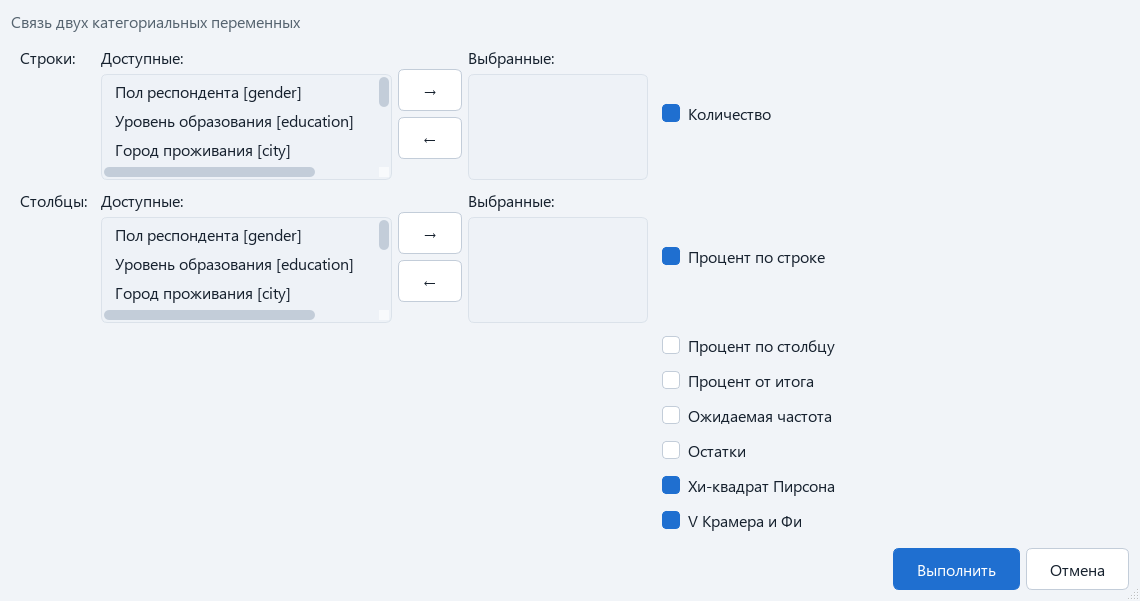 Связь двух категориальных переменных
Строки: Доступные: Выбранные:
Пол респондента [gender]
Уровень образования [education]
Город проживания [city]
→
←
Количество
Столбцы: Доступные: Выбранные:
Пол респондента [gender]
Уровень образования [education]
Город проживания [city]
→
←
Процент по строке
Процент по столбцу
Процент от итога
Ожидаемая частота
Остатки
Хи-квадрат Пирсона
V Крамера и Фи
Выполнить Отмена